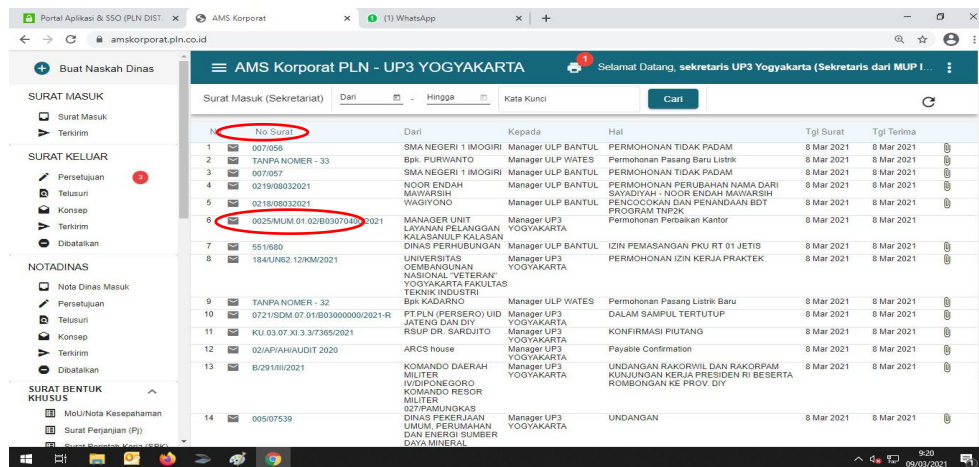 Portal Aplikasi & SSO (PLN DIST.
AMS Korporat
(1) WhatsApp
amskorporat.pln.co.id
Buat Naskah Dinas
AMS Korporat PLN - UP3 YOGYAKARTA
1
Selamat Datang, sekretaris UP3 Yogyakarta (Sekretaris dari MUP I...
SURAT MASUK
Surat Masuk
Terkirim
SURAT KELUAR
Persetujuan 3
Telusuri
Konsep
Terkirim
Dibatalkan
NOTADINAS
Nota Dinas Masuk
Persetujuan
Telusuri
Konsep
Terkirim
Dibatalkan
SURAT BENTUK
KHUSUS
MoU/Nota Kesepahaman
Surat Perjanjian (Pj)
Surat Perintah Kerja (SPK)
Surat Masuk (Sekretariat) Dari - Hingga Kata Kunci Cari
No Surat Dari Kepada Hal Tgl Surat Tgl Terima
1 007/056 SMA NEGERI 1 IMOGIRI Manager ULP BANTUL PERMOHONAN TIDAK PADAM 8 Mar 2021 8 Mar 2021
2 TANPA NOMER - 33 Bpk. PURWANTO Manager ULP WATES Permohonan Pasang Baru Listrik 8 Mar 2021 8 Mar 2021
3 007/057 SMA NEGERI 1 IMOGIRI Manager ULP BANTUL PERMOHONAN TIDAK PADAM 8 Mar 2021 8 Mar 2021
4 0219/08032021 NOOR ENDAH Manager ULP BANTUL PERMOHONAN PERUBAHAN NAMA DARI 8 Mar 2021 8 Mar 2021
MAWARSIH SAYADIYAH - NOOR ENDAH MAWARSIH
5 0218/08032021 WAGIYONO Manager ULP BANTUL PENCOCOKAN DAN PENANDAAN BDT 8 Mar 2021 8 Mar 2021
PROGRAM TNP2K
6 0025/MUM.01.02/B03070400/2021 MANAGER UNIT Manager UP3 Permohonan Perbaikan Kantor 8 Mar 2021 8 Mar 2021
LAYANAN PELANGGAN YOGYAKARTA
KALASANULP KALASAN
7 551/680 DINAS PERHUBUNGAN Manager ULP BANTUL IZIN PEMASANGAN PKU RT 01 JETIS 8 Mar 2021 8 Mar 2021
8 184/UN62.12/KM/2021 UNIVERSITAS Manager UP3 PERMOHONAN IZIN KERJA PRAKTEK 8 Mar 2021 8 Mar 2021
OEMBANGUNAN YOGYAKARTA
NASIONAL "VETERAN"
YOGYAKARTA FAKULTAS
TEKNIK INDUSTRI
9 TANPA NOMER - 32 Bpk KADARNO Manager ULP WATES Permohonan Pasang Listrik Baru 8 Mar 2021 8 Mar 2021
10 0721/SDM.07.01/B03000000/2021-R PT.PLN (PERSERO) UID Manager UP3 DALAM SAMPUL TERTUTUP 8 Mar 2021 8 Mar 2021
JATENG DAN DIY YOGYAKARTA
11 KU.03.07.XI.3.3/7365/2021 RSUP DR. SARDJITO Manager UP3 KONFIRMASI PIUTANG 8 Mar 2021 8 Mar 2021
YOGYAKARTA
12 02/AP/AH/AUDIT 2020 ARCS house Manager UP3 Payable Confirmation 8 Mar 2021 8 Mar 2021
YOGYAKARTA
13 B/291/III/2021 KOMANDO DAERAH Manager UP3 UNDANGAN RAKORWIL DAN RAKORPAM 8 Mar 2021 8 Mar 2021
MILITER YOGYAKARTA KUNJUNGAN KERJA PRESIDEN RI BESERTA
IV/DIPONEGORO ROMBONGAN KE PROV. DIY
KOMANDO RESOR
MILITER
027/PAMUNGKAS
14 005/07539 DINAS PEKERJAAN Manager UP3 UNDANGAN 8 Mar 2021 8 Mar 2021
UMUM, PERUMAHAN YOGYAKARTA
DAN ENERGI SUMBER
DAYA MINERAL
9:20
09/03/2021